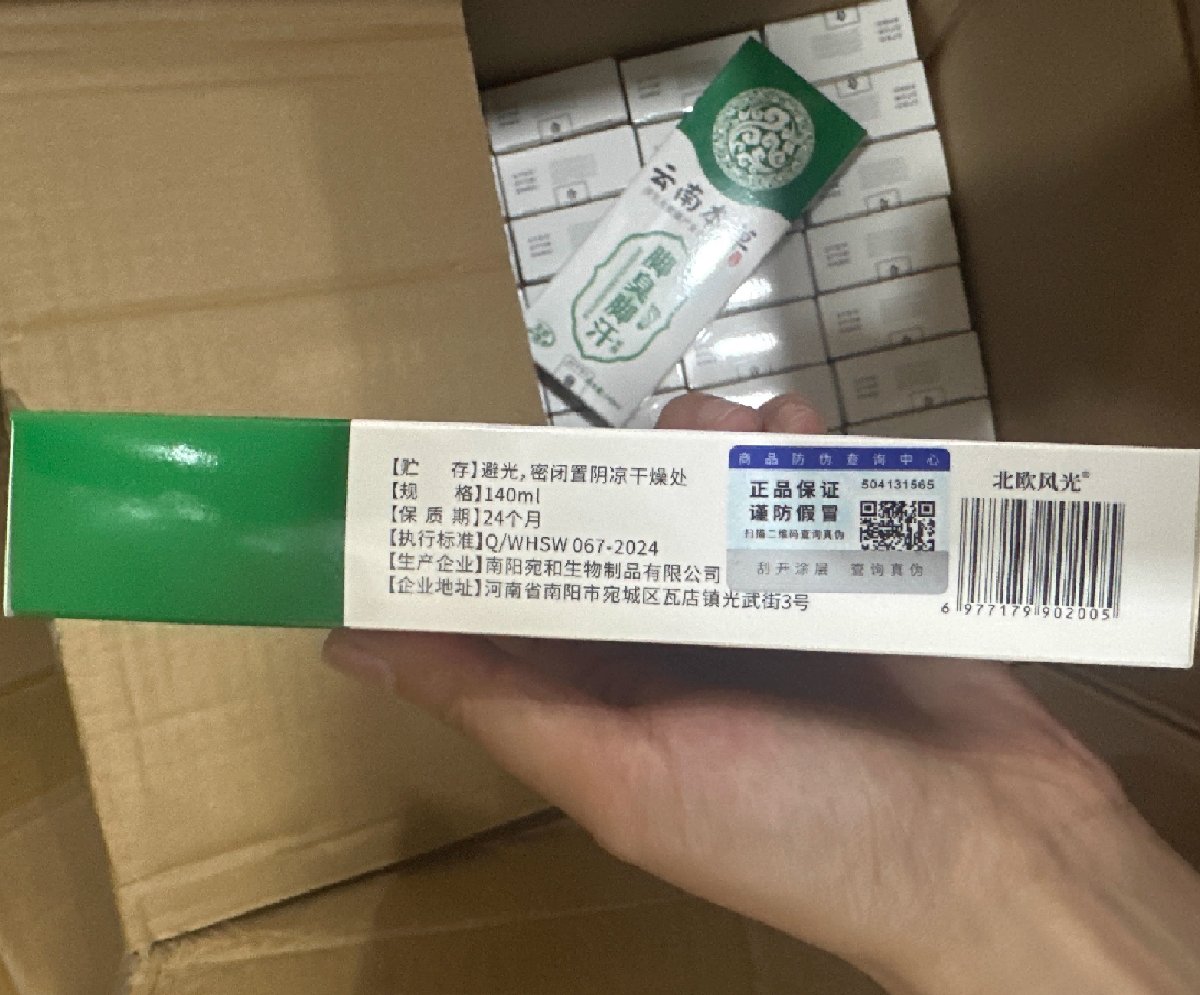 云南本草
脚臭脚汗
【贮 存】避光,密闭置阴凉干燥处
【规 格】140ml
【保 质 期】24个月
【执行标准】Q/WHSW 067-2024
【生产企业】南阳宛和生物制品有限公司
【企业地址】河南省南阳市宛城区瓦店镇光武街3号
商品防伪查询中心
正品保证
504131565
谨防假冒
扫描二维码查询真伪
刮开涂层 查询真伪
北欧风光®
6 977179 902005